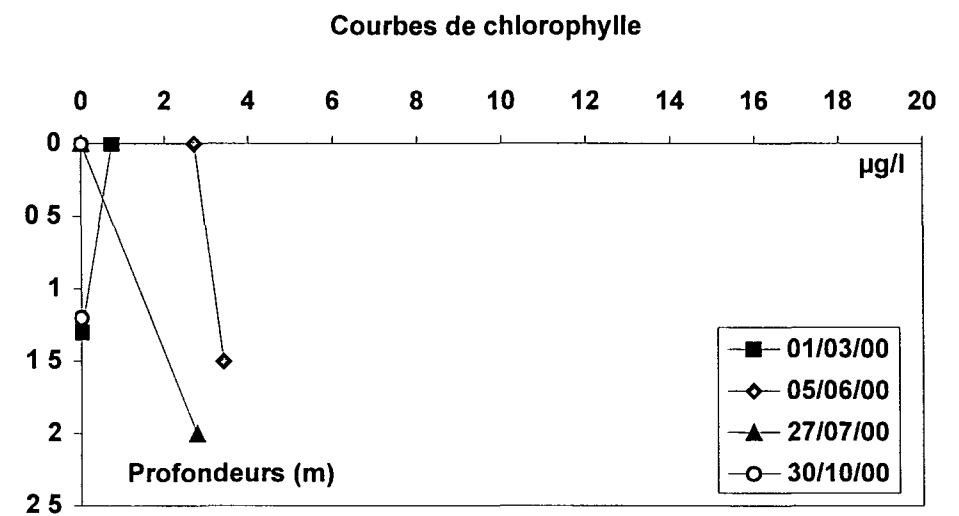 Courbes de chlorophylle
0 2 4 6 8 10 12 14 16 18 20
0
µg/l
0 5
1
1 5
2
2 5
Profondeurs (m)
01/03/00
05/06/00
27/07/00
30/10/00